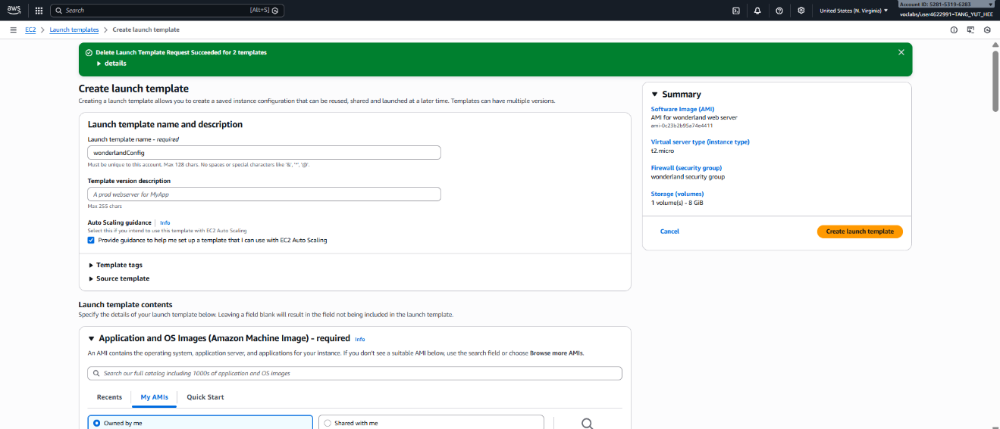 aws
Search
[Alt+S]
United States (N. Virginia)
Account ID: 5281-5319-6283
voclabs/user4622991=TANG_YUT_HEE
EC2
Launch templates
Create launch template
Delete Launch Template Request Succeeded for 2 templates
details
Create launch template
Creating a launch template allows you to create a saved instance configuration that can be reused, shared and launched at a later time. Templates can have multiple versions.
Launch template name and description
Launch template name - required
wonderlandConfig
Must be unique to this account. Max 128 chars. No spaces or special characters like '&', '*', '@'.
Template version description
A prod webserver for MyApp
Max 255 chars
Auto Scaling guidance
Info
Select this if you intend to use this template with EC2 Auto Scaling
Provide guidance to help me set up a template that I can use with EC2 Auto Scaling
Template tags
Source template
Launch template contents
Specify the details of your launch template below. Leaving a field blank will result in the field not being included in the launch template.
Application and OS Images (Amazon Machine Image) - required
Info
An AMI contains the operating system, application server, and applications for your instance. If you don't see a suitable AMI below, use the search field or choose Browse more AMIs.
Search our full catalog including 1000s of application and OS images
Recents
My AMIs
Quick Start
Owned by me
Shared with me
Summary
Software Image (AMI)
AMI for wonderland web server
ami-0c23b2b95a74e4411
Virtual server type (instance type)
t2.micro
Firewall (security group)
wonderland security group
Storage (volumes)
1 volume(s) - 8 GiB
Cancel
Create launch template